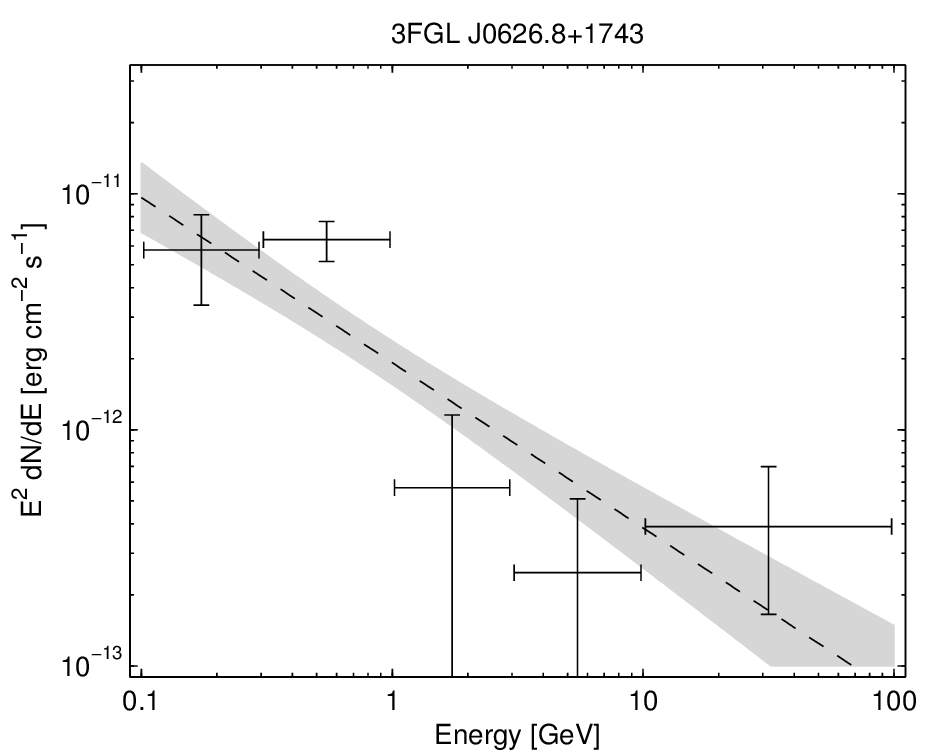 3FGL J0626.8+1743
E² dN/dE [erg cm⁻² s⁻¹]
10⁻¹¹
10⁻¹²
10⁻¹³
0.1 1 10 100
Energy [GeV]